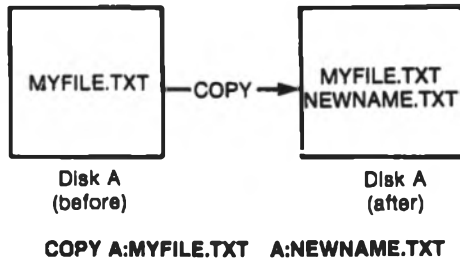 MYFILE.TXT
COPY
MYFILE.TXT
NEWNAME.TXT
Disk A
(before)
Disk A
(after)
COPY A:MYFILE.TXT A:NEWNAME.TXT